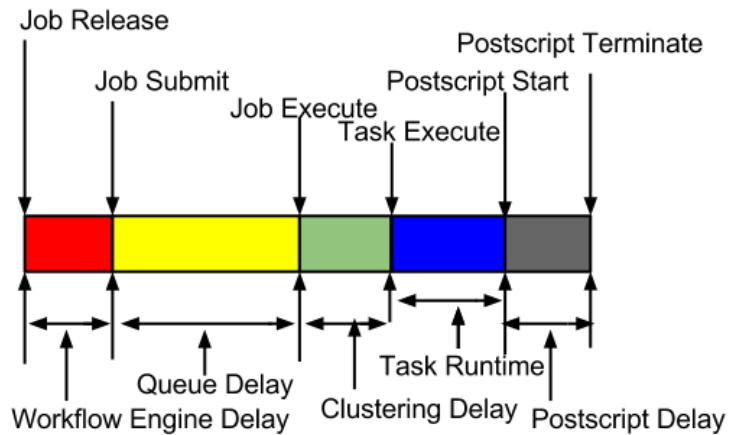 Job Release
Postscript Terminate
Job Submit
Postscript Start
Job Execute
Task Execute
Task Runtime
Queue Delay
Clustering Delay
Workflow Engine Delay
Postscript Delay